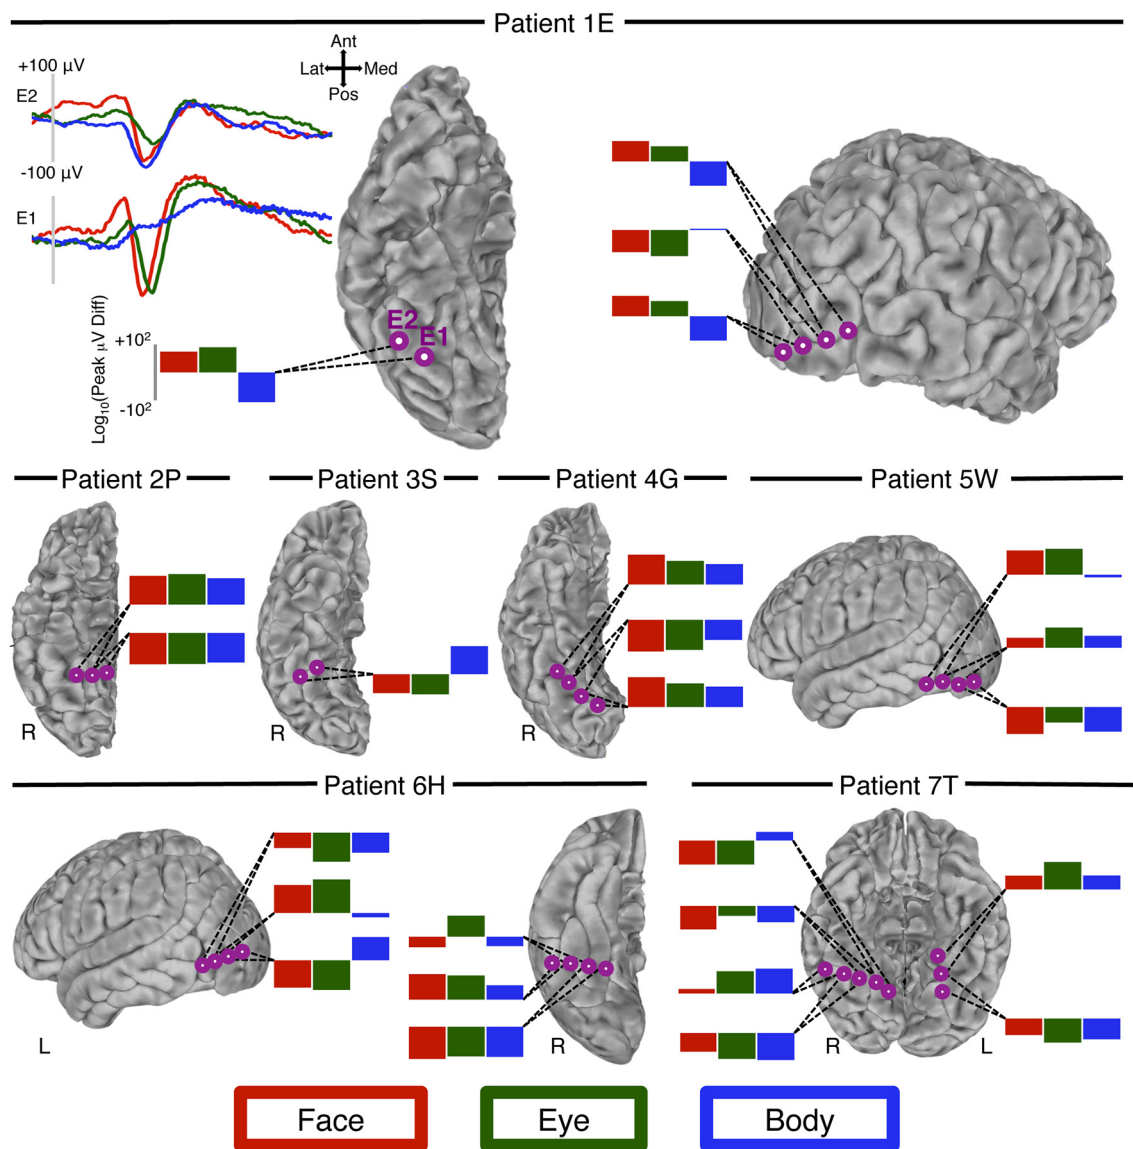 Patient 1E
+100 µV
E2
-100 µV
E1
Ant
Lat Med
Pos
E2
E1
Log10(Peak µV Diff)
+10²
-10²
Patient 2P
Patient 3S
Patient 4G
Patient 5W
R
R
R
Patient 6H
Patient 7T
L
R
R
L
Face
Eye
Body